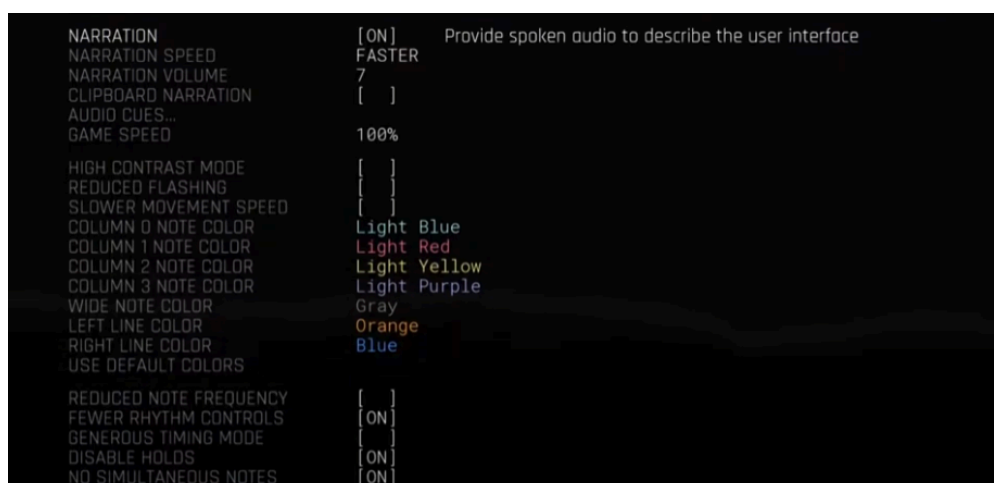 NARRATION [ON] Provide spoken audio to describe the user interface
NARRATION SPEED FASTER
NARRATION VOLUME 7
CLIPBOARD NARRATION [ ]
AUDIO CUES...
GAME SPEED 100%
HIGH CONTRAST MODE [ ]
REDUCED FLASHING [ ]
SLOWER MOVEMENT SPEED [ ]
COLUMN 0 NOTE COLOR Light Blue
COLUMN 1 NOTE COLOR Light Red
COLUMN 2 NOTE COLOR Light Yellow
COLUMN 3 NOTE COLOR Light Purple
WIDE NOTE COLOR Gray
LEFT LINE COLOR Orange
RIGHT LINE COLOR Blue
USE DEFAULT COLORS
REDUCED NOTE FREQUENCY [ ]
FEWER RHYTHM CONTROLS [ON]
GENEROUS TIMING MODE [ ]
DISABLE HOLDS [ON]
NO SIMULTANEOUS NOTES [ON]